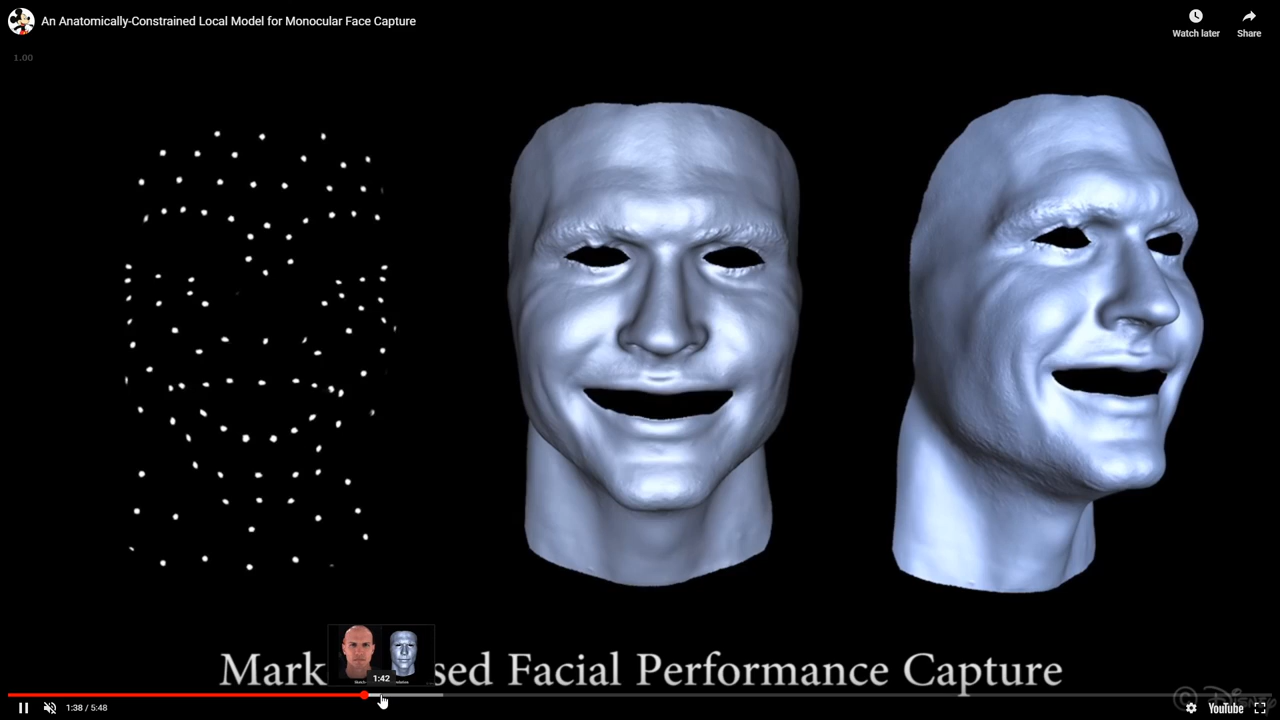 An Anatomically-Constrained Local Model for Monocular Face Capture
Watch later
Share
1.00
1:42
Mark sed Facial Performance Capture
© Disney
1:38 / 5:48
YouTube